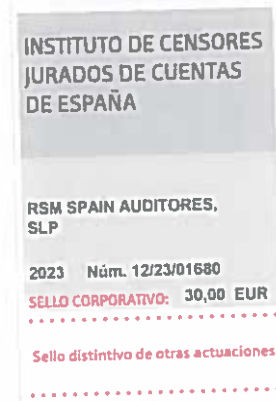 INSTITUTO DE CENSORES
JURADOS DE CUENTAS
DE ESPAÑA
RSM SPAIN AUDITORES,
SLP
2023 Núm. 12/23/01680
SELLO CORPORATIVO: 30,00 EUR
Sello distintivo de otras actuaciones